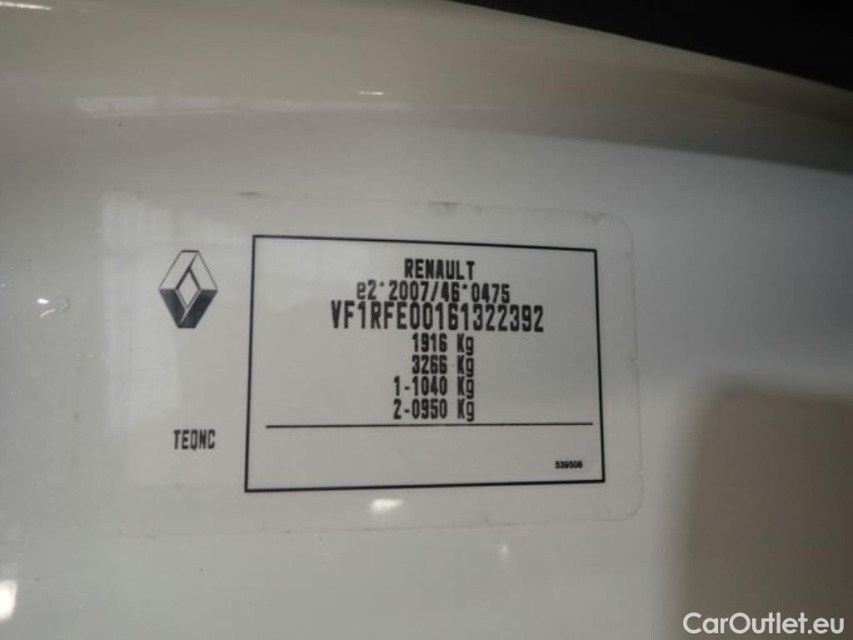 RENAULT
e2*2007/46*0475
VF1RFE00161322392
1916 Kg
3266 Kg
1-1040 Kg
2-0950 Kg
TEQNC
539506
CarOutlet.eu